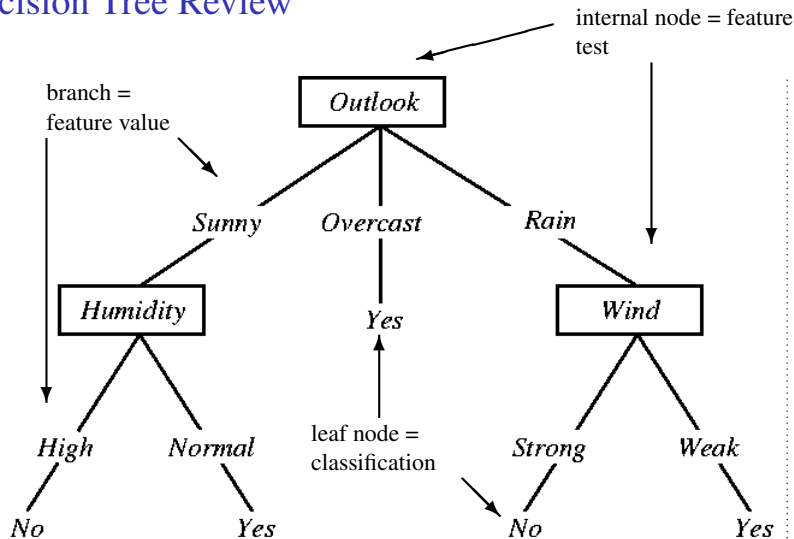 cision Tree Review
internal node = feature
test
branch =
feature value
Outlook
Sunny
Overcast
Rain
Humidity
Yes
Wind
leaf node =
classification
High
Normal
Strong
Weak
No
Yes
No
Yes